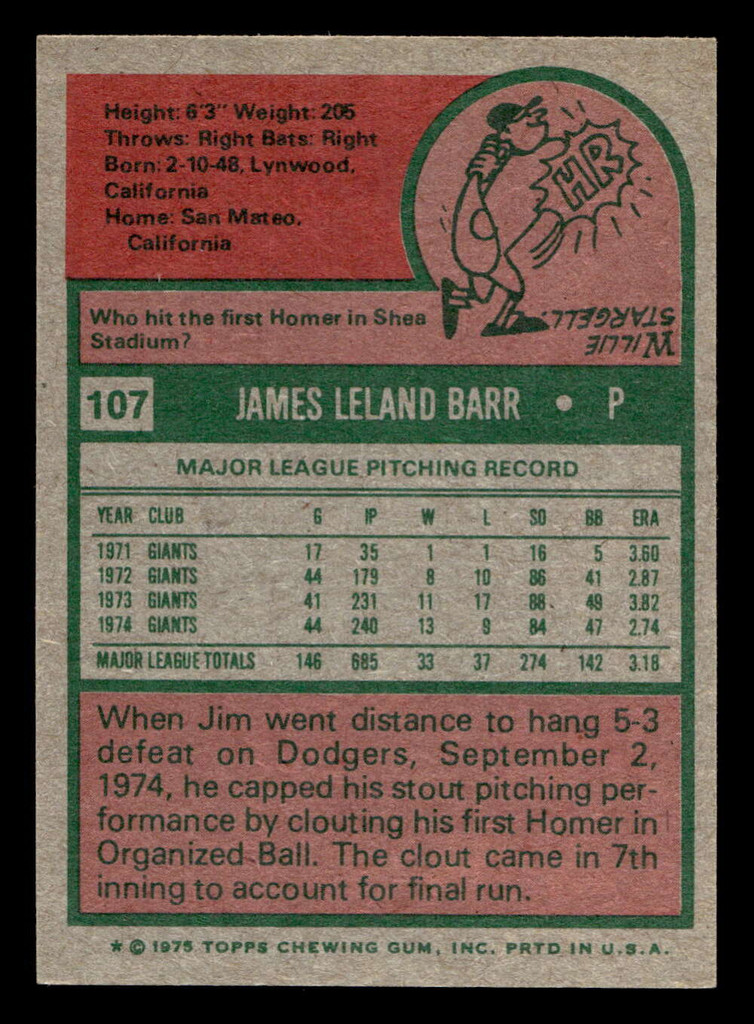 Height: 6'3" Weight: 205
Throws: Right Bats: Right
Born: 2-10-48, Lynwood,
California
Home: San Mateo,
California
HR
Who hit the first Homer in Shea
Stadium?
WILLIE
STARGELL.
107 JAMES LELAND BARR • P
MAJOR LEAGUE PITCHING RECORD
YEAR CLUB G IP W L SO BB ERA
1971 GIANTS 17 35 1 1 16 5 3.60
1972 GIANTS 44 179 8 10 86 41 2.87
1973 GIANTS 41 231 11 17 88 49 3.82
1974 GIANTS 44 240 13 9 84 47 2.74
MAJOR LEAGUE TOTALS 146 685 33 37 274 142 3.18
When Jim went distance to hang 5-3
defeat on Dodgers, September 2,
1974, he capped his stout pitching per-
formance by clouting his first Homer in
Organized Ball. The clout came in 7th
inning to account for final run.
* © 1975 TOPPS CHEWING GUM, INC. PRTD IN U.S.A.